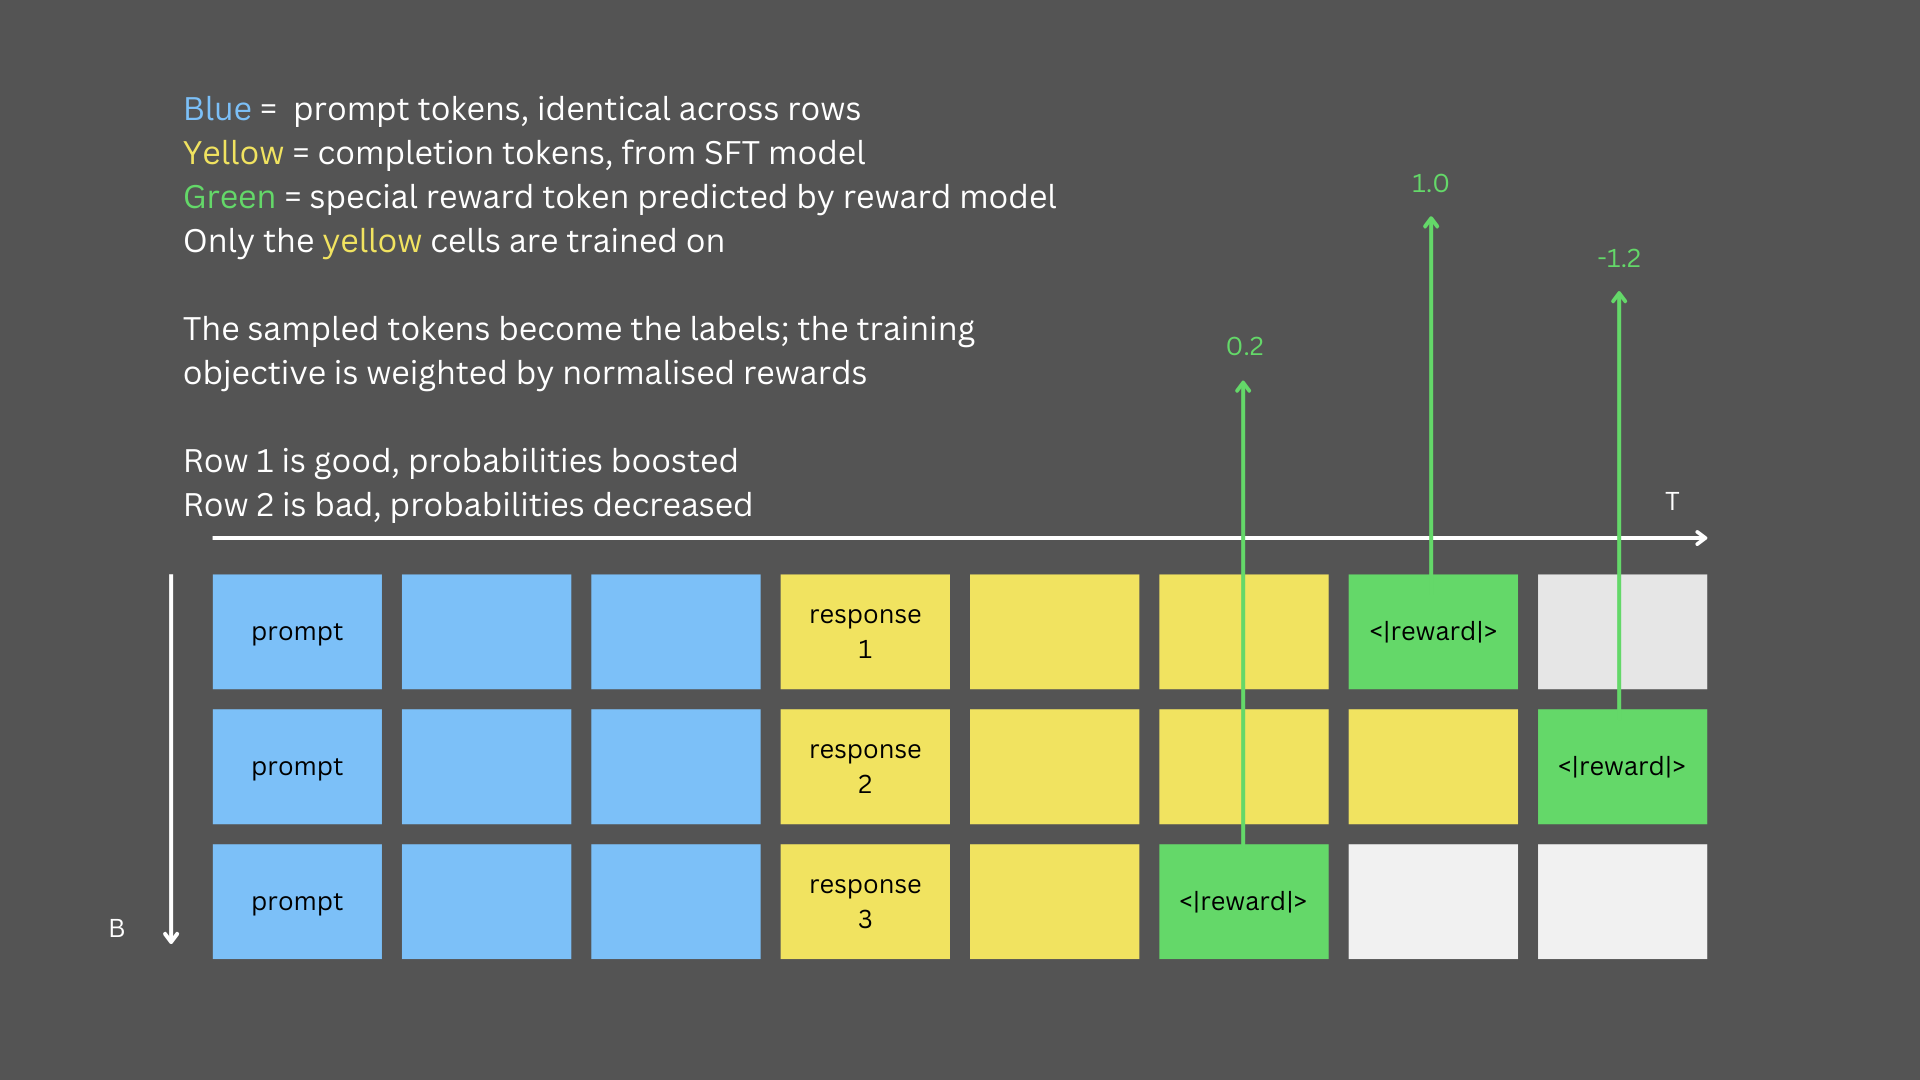 Blue = prompt tokens, identical across rows
Yellow = completion tokens, from SFT model
Green = special reward token predicted by reward model
Only the yellow cells are trained on
The sampled tokens become the labels; the training
objective is weighted by normalised rewards
Row 1 is good, probabilities boosted
Row 2 is bad, probabilities decreased
1.0
-1.2
0.2
T
B
prompt
response
1
<|reward|>
prompt
response
2
<|reward|>
prompt
response
3
<|reward|>